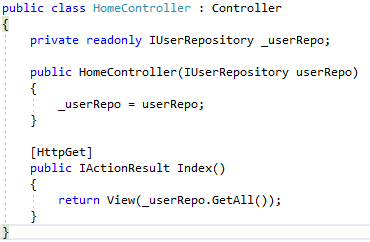 public class HomeController : Controller
{
    private readonly IUserRepository _userRepo;

    public HomeController(IUserRepository userRepo)
    {
        _userRepo = userRepo;
    }

    [HttpGet]
    public IActionResult Index()
    {
        return View(_userRepo.GetAll());
    }
}